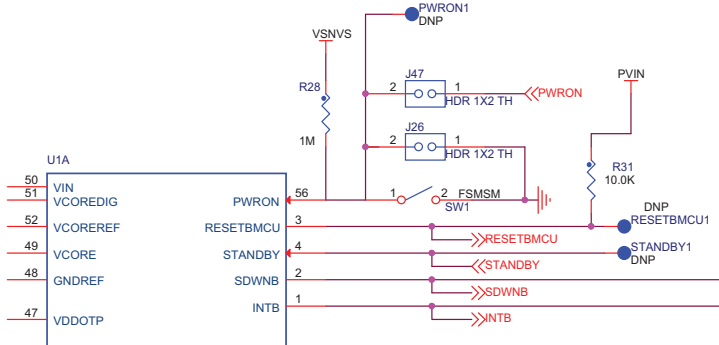 PWRON1
DNP
VSNVS
J47
PVIN
R28
2
1
HDR 1X2 TH
PWRON
J26
1M
2
1
HDR 1X2 TH
U1A
R31
10.0K
50
VIN
51
VCOREDIG
PWRON
56
1
2
FSMSM
SW1
DNP
52
VCOREREF
RESETBMCU
3
RESETBMCU1
RESETBMCU
49
VCORE
STANDBY
4
STANDBY1
DNP
STANDBY
48
GNDREF
SDWNB
2
SDWNB
INTB
1
47
VDDOTP
INTB